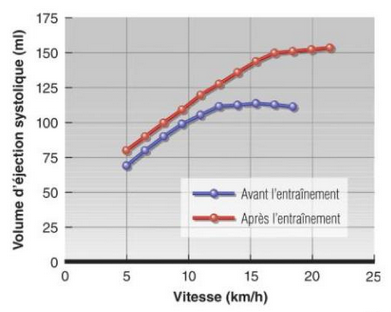 Volume d'éjection systolique (ml)
175
150
125
100
75
50
25
0
Avant l'entraînement
Après l'entraînement
0 5 10 15 20 25
Vitesse (km/h)